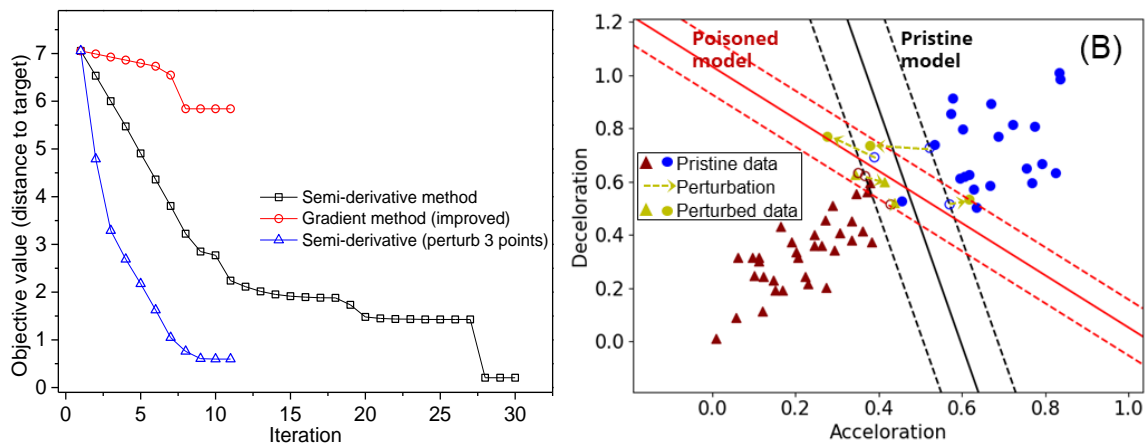 Objective value (distance to target)
7
6
5
4
3
2
1
0
Semi-derivative method
Gradient method (improved)
Semi-derivative (perturb 3 points)
0 5 10 15 20 25 30
Iteration
(B)
Deceloration
1.2
1.0
0.8
0.6
0.4
0.2
0.0
Poisoned
model
Pristine
model
Pristine data
Perturbation
Perturbed data
0.0 0.2 0.4 0.6 0.8 1.0
Acceloration